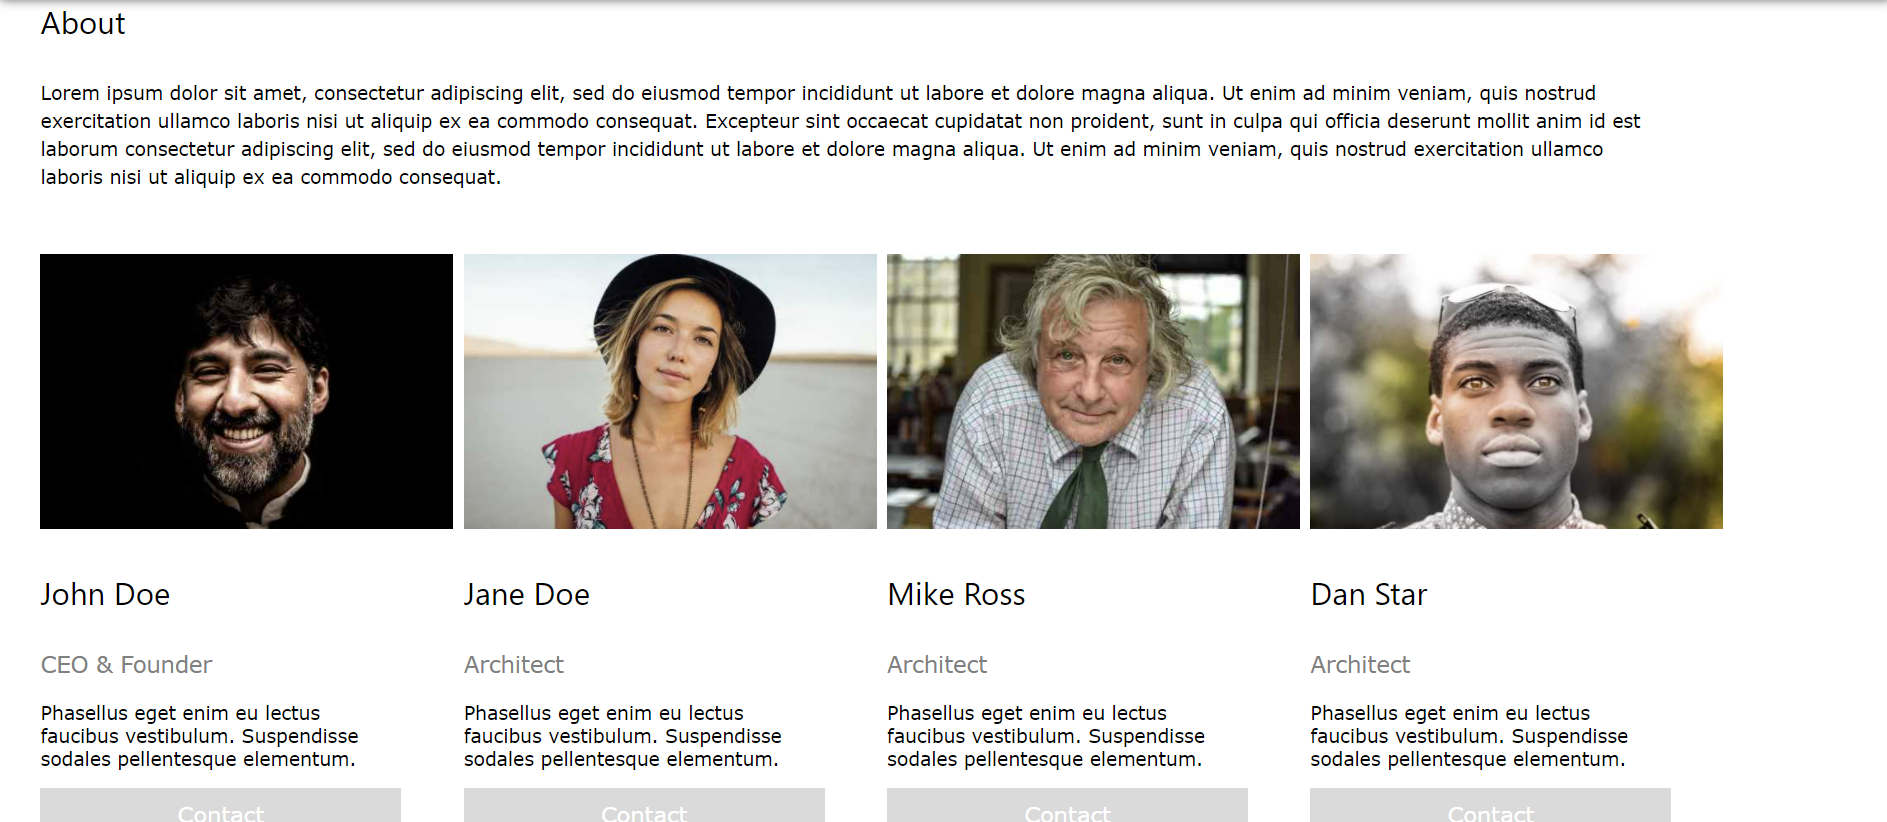 About
Lorem ipsum dolor sit amet, consectetur adipiscing elit, sed do eiusmod tempor incididunt ut labore et dolore magna aliqua. Ut enim ad minim veniam, quis nostrud
exercitation ullamco laboris nisi ut aliquip ex ea commodo consequat. Excepteur sint occaecat cupidatat non proident, sunt in culpa qui officia deserunt mollit anim id est
laborum consectetur adipiscing elit, sed do eiusmod tempor incididunt ut labore et dolore magna aliqua. Ut enim ad minim veniam, quis nostrud exercitation ullamco
laboris nisi ut aliquip ex ea commodo consequat.
John Doe
CEO & Founder
Phasellus eget enim eu lectus
faucibus vestibulum. Suspendisse
sodales pellentesque elementum.
Contact
Jane Doe
Architect
Phasellus eget enim eu lectus
faucibus vestibulum. Suspendisse
sodales pellentesque elementum.
Contact
Mike Ross
Architect
Phasellus eget enim eu lectus
faucibus vestibulum. Suspendisse
sodales pellentesque elementum.
Contact
Dan Star
Architect
Phasellus eget enim eu lectus
faucibus vestibulum. Suspendisse
sodales pellentesque elementum.
Contact